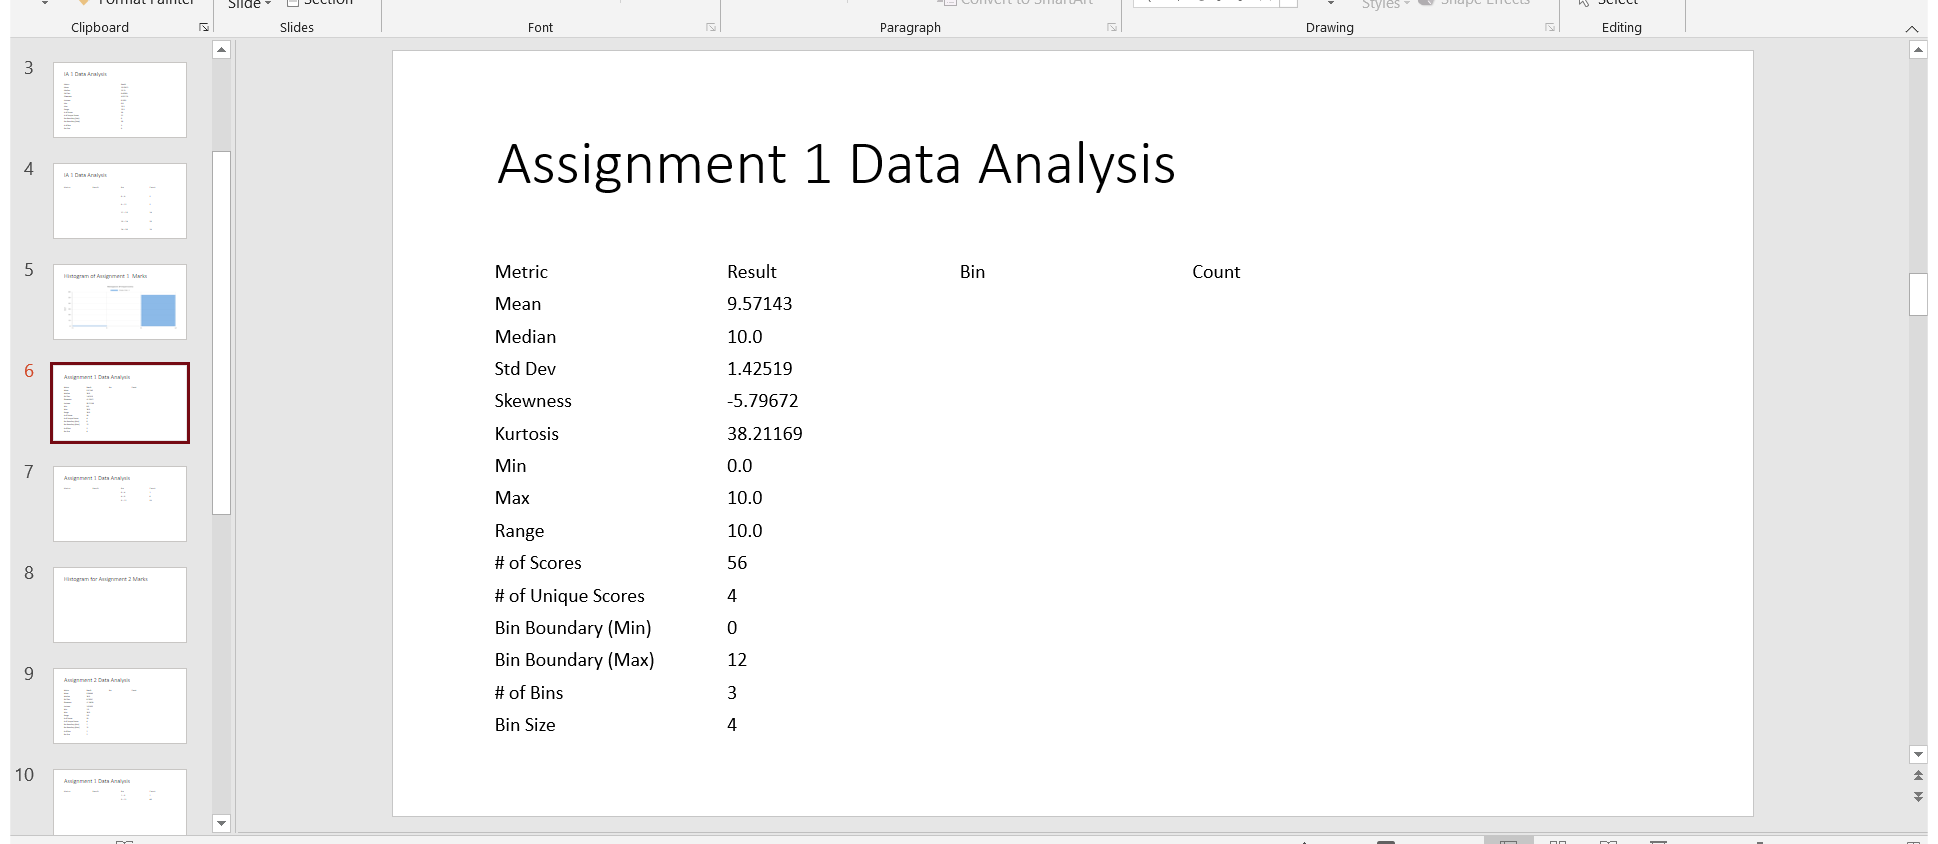 Format Painter
Slide
Section
Convert to SmartArt
Styles
Shape Effects
Select
Clipboard
Slides
Font
Paragraph
Drawing
Editing
3
IA 1 Data Analysis
4
IA 1 Data Analysis
5
Histogram of Assignment 1 Marks
6
Assignment 1 Data Analysis
7
Assignment 1 Data Analysis
8
Histogram for Assignment 2 Marks
9
Assignment 2 Data Analysis
10
Assignment 1 Data Analysis
Assignment 1 Data Analysis
Metric Result Bin Count
Mean 9.57143
Median 10.0
Std Dev 1.42519
Skewness -5.79672
Kurtosis 38.21169
Min 0.0
Max 10.0
Range 10.0
# of Scores 56
# of Unique Scores 4
Bin Boundary (Min) 0
Bin Boundary (Max) 12
# of Bins 3
Bin Size 4